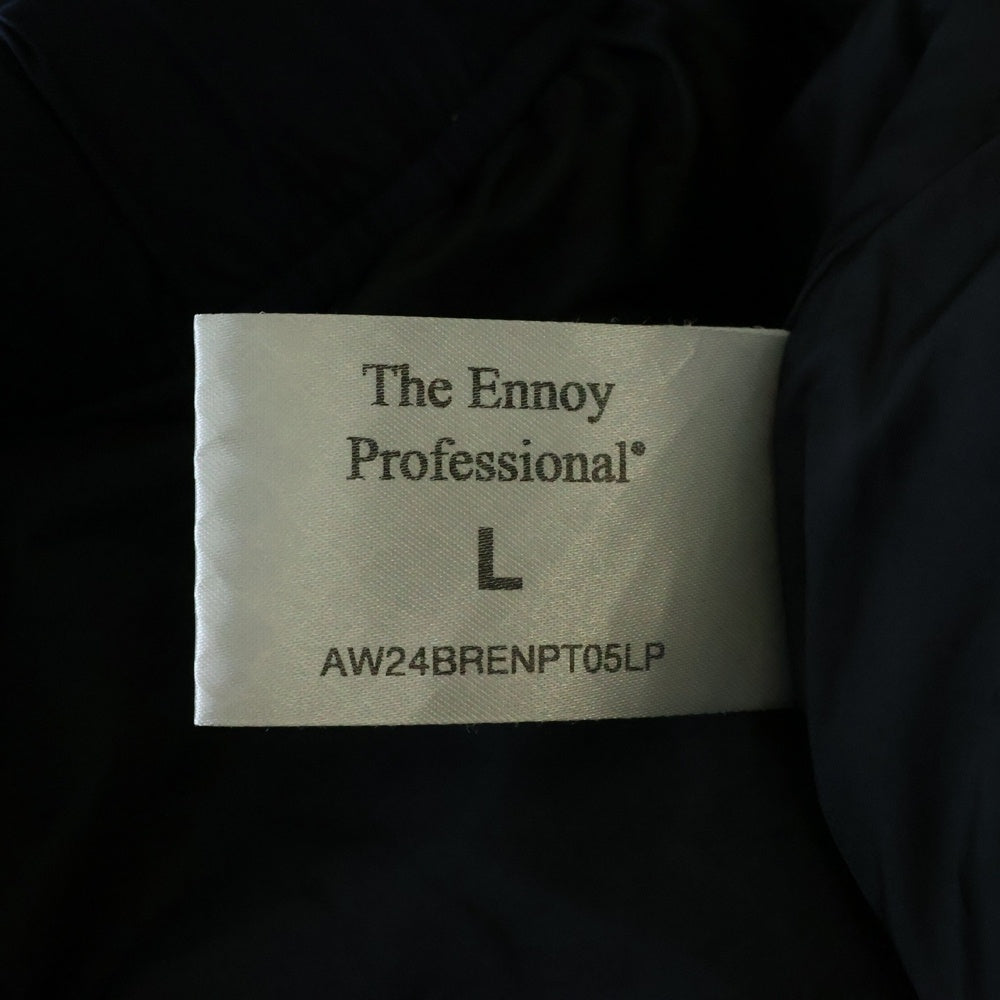 The Ennoy
Professional®
L
AW24BRENPT05LP